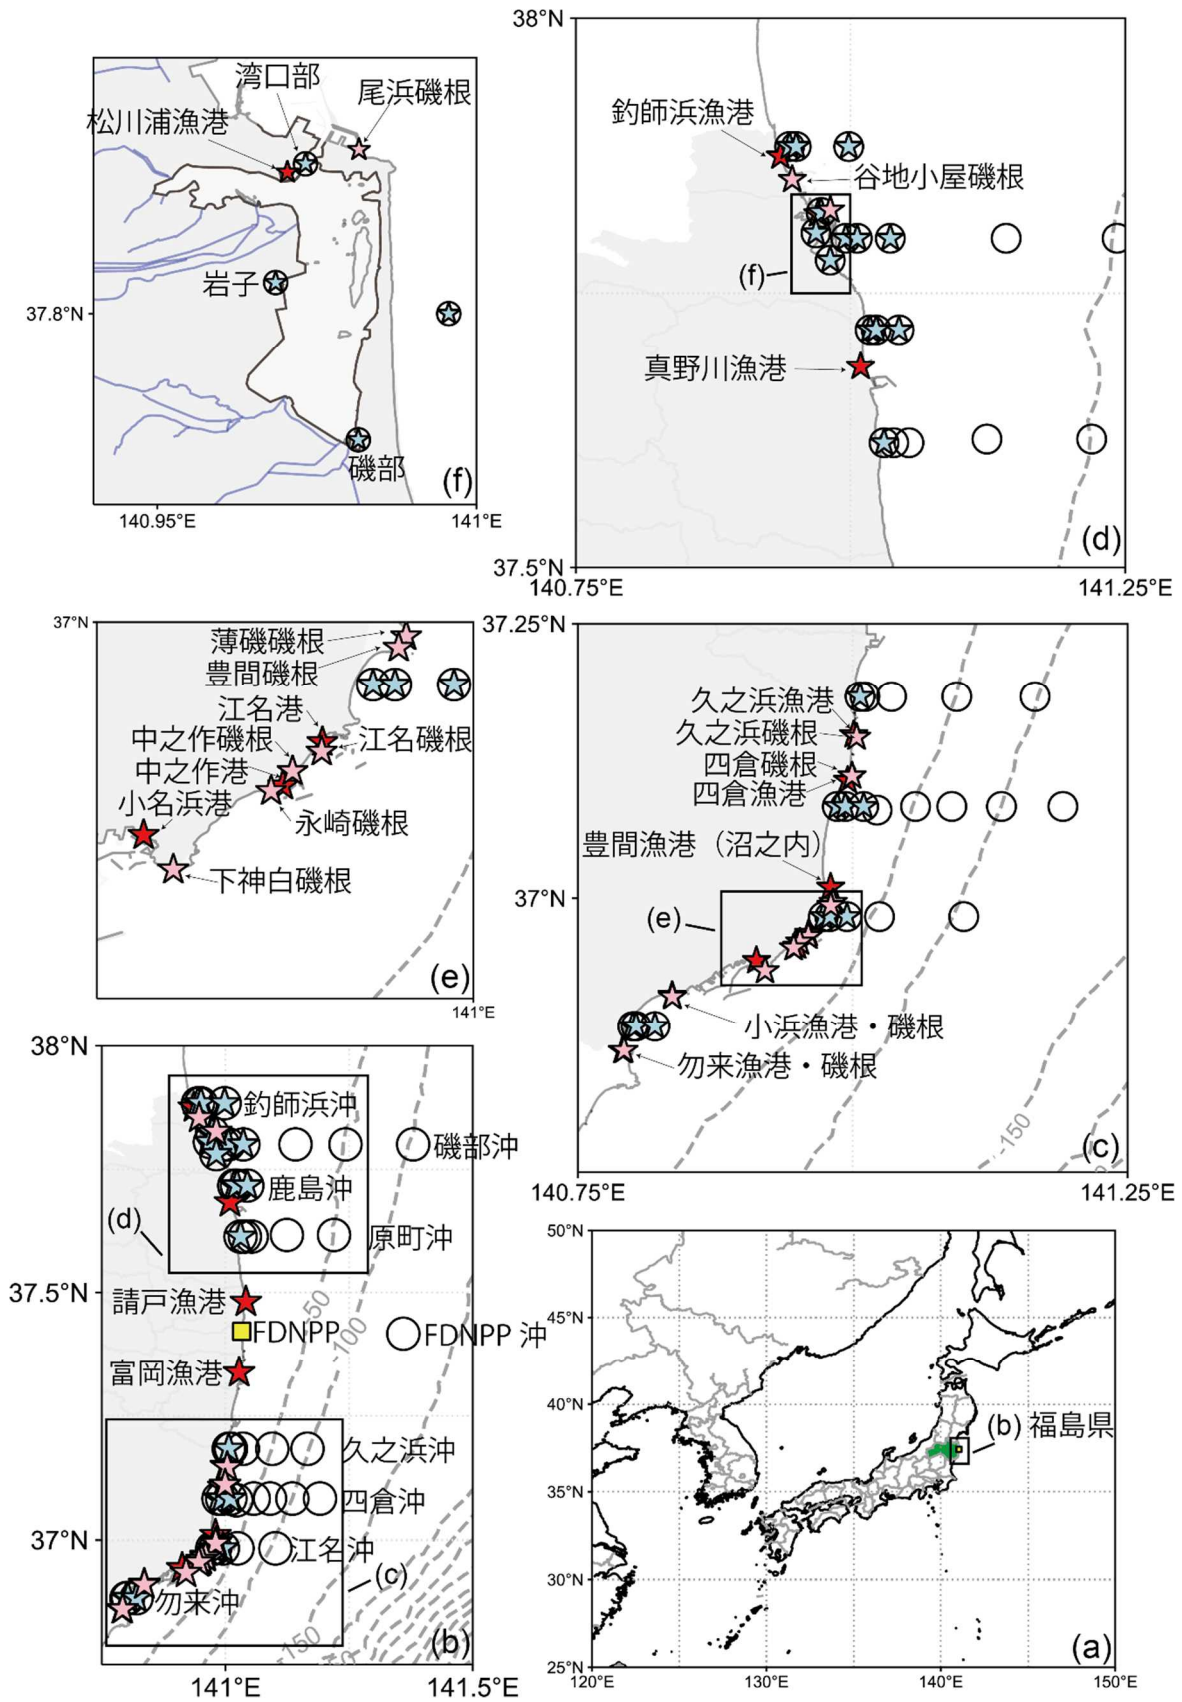 湾口部
尾浜磯根
松川浦漁港
岩子
37.8°N
磯部
(f)
140.95°E
141°E
38°N
釣師浜漁港
谷地小屋磯根
(f)
真野川漁港
(d)
37.5°N
140.75°E
141.25°E
37°N
薄磯磯根
豊間磯根
江名港
中之作磯根
江名磯根
中之作港
小名浜港
永崎磯根
下神白磯根
(e)
141°E
37.25°N
久之浜漁港
久之浜磯根
四倉磯根
四倉漁港
豊間漁港（沼之内）
37°N
(e)
小浜漁港・磯根
勿来漁港・磯根
-150
(c)
140.75°E
141.25°E
38°N
釣師浜沖
磯部沖
鹿島沖
(d)
原町沖
37.5°N
請戸漁港
-50
FDNPP
-100
FDNPP 沖
富岡漁港
久之浜沖
四倉沖
37°N
江名沖
(c)
勿来沖
-150
(b)
141°E
141.5°E
50°N
45°N
40°N
(b) 福島県
35°N
30°N
(a)
25°N
120°E
130°E
140°E
150°E